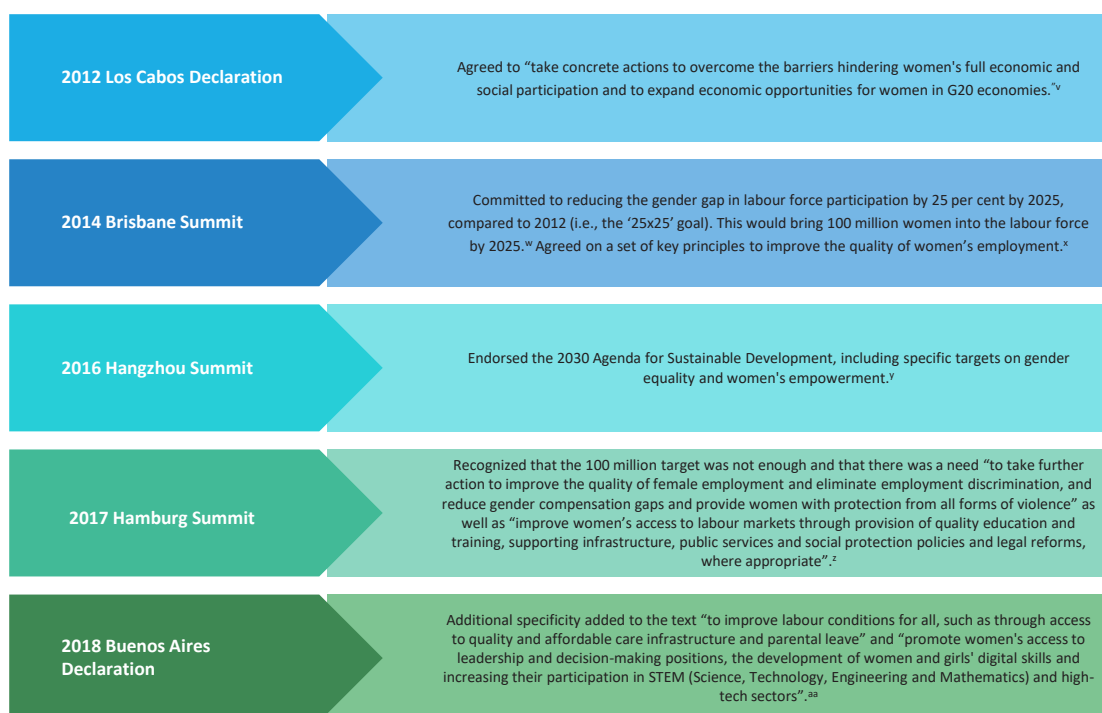 2012 Los Cabos Declaration
Agreed to “take concrete actions to overcome the barriers hindering women's full economic and
social participation and to expand economic opportunities for women in G20 economies.”v
2014 Brisbane Summit
Committed to reducing the gender gap in labour force participation by 25 per cent by 2025,
compared to 2012 (i.e., the ‘25x25’ goal). This would bring 100 million women into the labour force
by 2025.w Agreed on a set of key principles to improve the quality of women’s employment.x
2016 Hangzhou Summit
Endorsed the 2030 Agenda for Sustainable Development, including specific targets on gender
equality and women's empowerment.y
2017 Hamburg Summit
Recognized that the 100 million target was not enough and that there was a need “to take further
action to improve the quality of female employment and eliminate employment discrimination, and
reduce gender compensation gaps and provide women with protection from all forms of violence” as
well as “improve women’s access to labour markets through provision of quality education and
training, supporting infrastructure, public services and social protection policies and legal reforms,
where appropriate”.z
2018 Buenos Aires
Declaration
Additional specificity added to the text “to improve labour conditions for all, such as through access
to quality and affordable care infrastructure and parental leave” and “promote women's access to
leadership and decision-making positions, the development of women and girls' digital skills and
increasing their participation in STEM (Science, Technology, Engineering and Mathematics) and high-
tech sectors”.aa